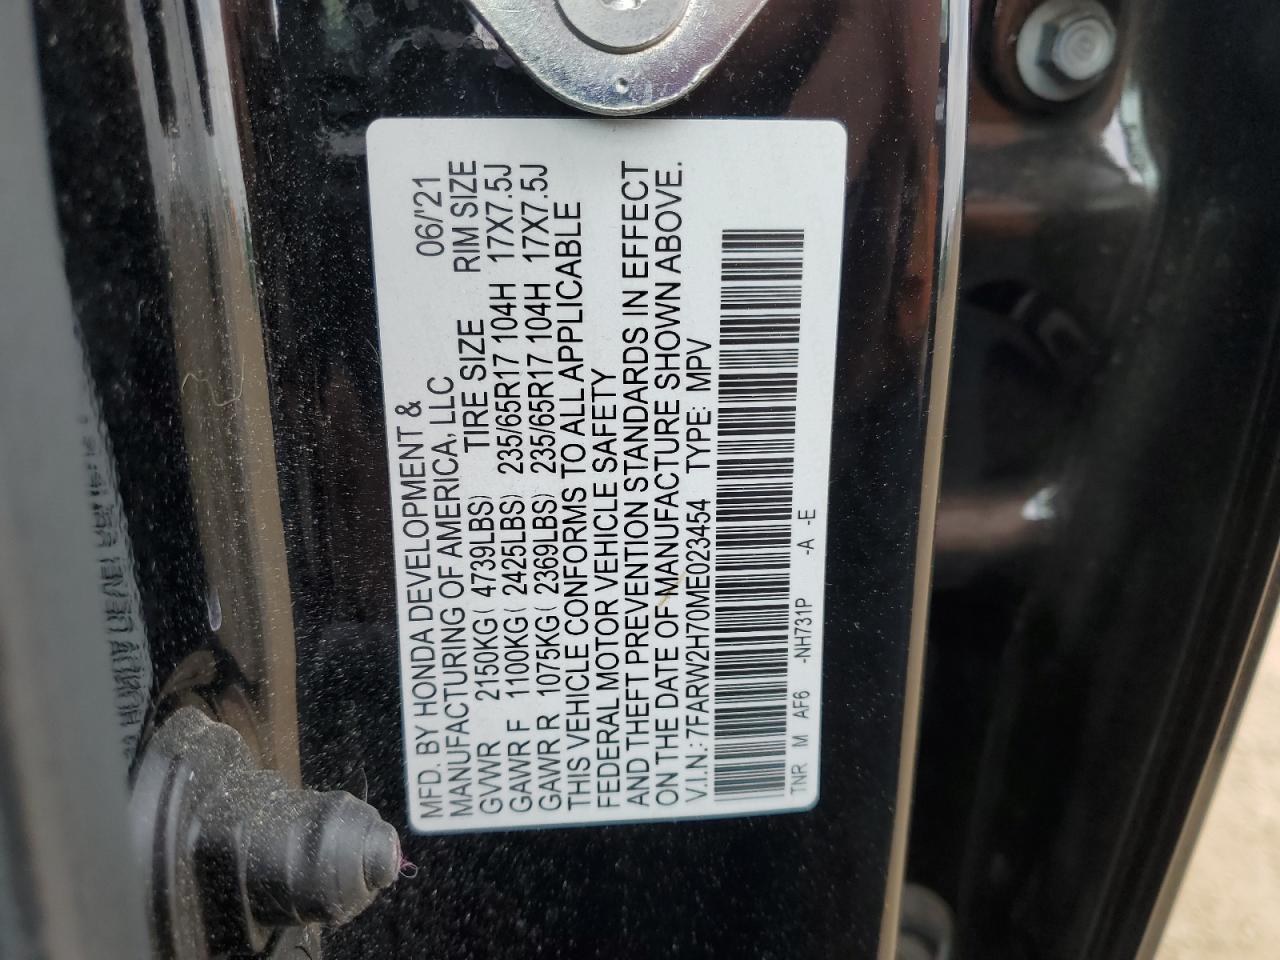 MFD. BY HONDA DEVELOPMENT &
MANUFACTURING OF AMERICA, LLC 06/'21
GVWR 2150KG( 4739LBS) TIRE SIZE RIM SIZE
GAWR F 1100KG( 2425LBS) 235/65R17 104H 17X7.5J
GAWR R 1075KG( 2369LBS) 235/65R17 104H 17X7.5J
THIS VEHICLE CONFORMS TO ALL APPLICABLE
FEDERAL MOTOR VEHICLE SAFETY
AND THEFT PREVENTION STANDARDS IN EFFECT
ON THE DATE OF MANUFACTURE SHOWN ABOVE.
V.I.N.: 7FARW2H70ME023454 TYPE: MPV
TNR M AF6 -NH731P -A -E